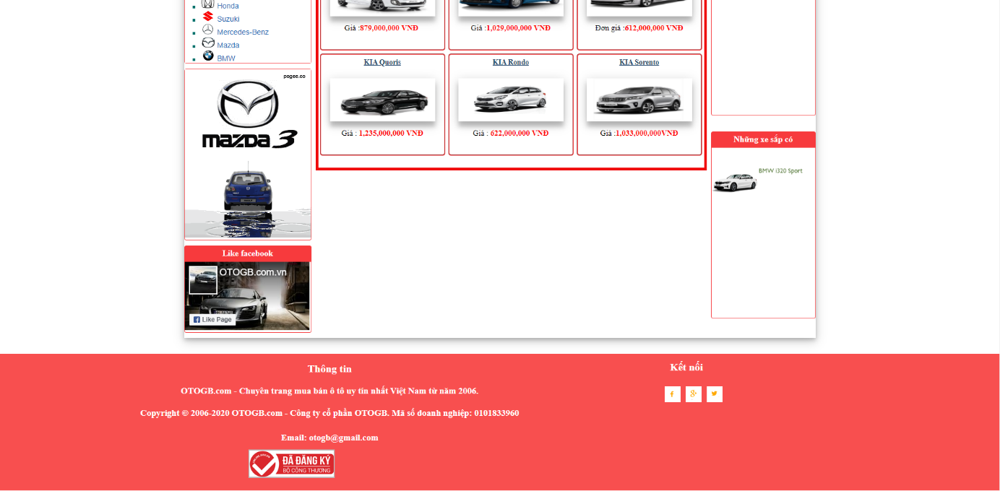 Honda
Suzuki
Mercedes-Benz
Mazda
BMW
pogee.co
mazda 3
Like facebook
OTOGB.com.vn
Like Page
Giá :879,000,000 VNĐ
Giá :1,029,000,000 VNĐ
Đơn giá :612,000,000 VNĐ
KIA Quoris
KIA Rondo
KIA Sorento
Giá : 1,235,000,000 VNĐ
Giá : 622,000,000 VNĐ
Giá :1,033,000,000VNĐ
Những xe sắp có
BMW i320 Sport
Thông tin
OTOGB.com - Chuyên trang mua bán ô tô uy tín nhất Việt Nam từ năm 2006.
Copyright © 2006-2020 OTOGB.com - Công ty cổ phần OTOGB. Mã số doanh nghiệp: 0101833960
Email: otogb@gmail.com
ĐÃ ĐĂNG KÝ
BỘ CÔNG THƯƠNG
Kết nối